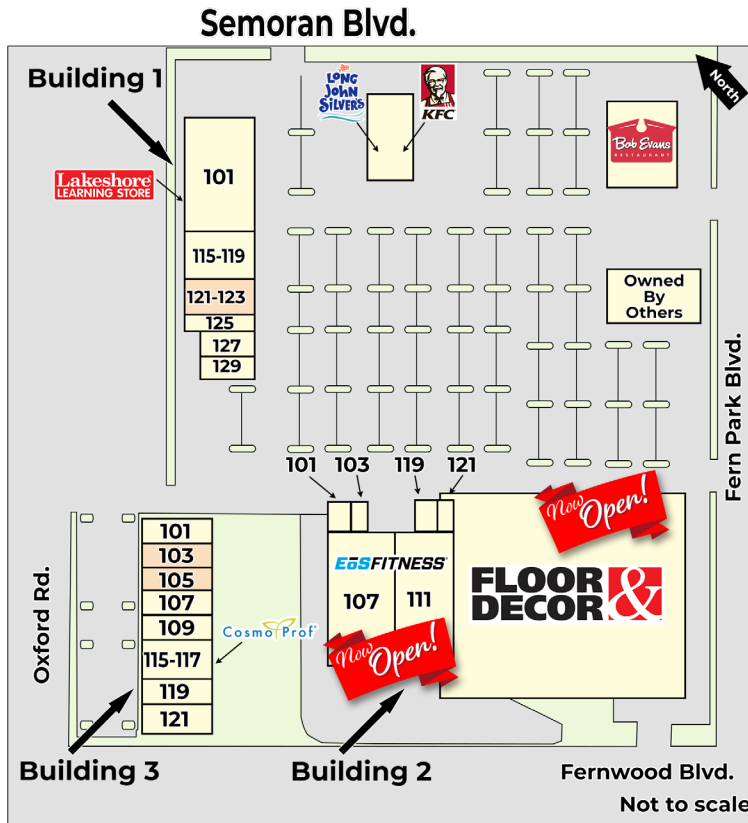 Semoran Blvd.
Building 1
North
LONG
JOHN
SILVER'S
KFC
Bob Evans
RESTAURANT
Lakeshore
LEARNING STORE
101
115-119
121-123
125
127
129
Owned
By
Others
Fern Park Blvd.
101 103 119 121
Now Open!
EōSFITNESS
107 111
FLOOR &
DECOR
Now Open!
Oxford Rd.
101
103
105
107
109
115-117
119
121
CosmoProf
Building 3
Building 2
Fernwood Blvd.
Not to scale